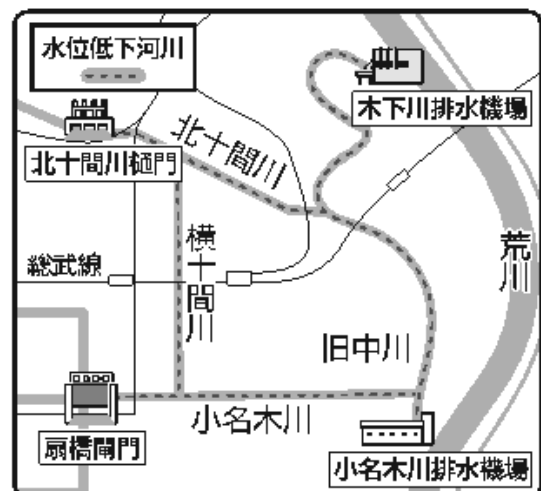 水位低下河川
木下川排水機場
北十間川樋門
北十間川
横十間川
総武線
荒川
旧中川
小名木川
扇橋閘門
小名木川排水機場